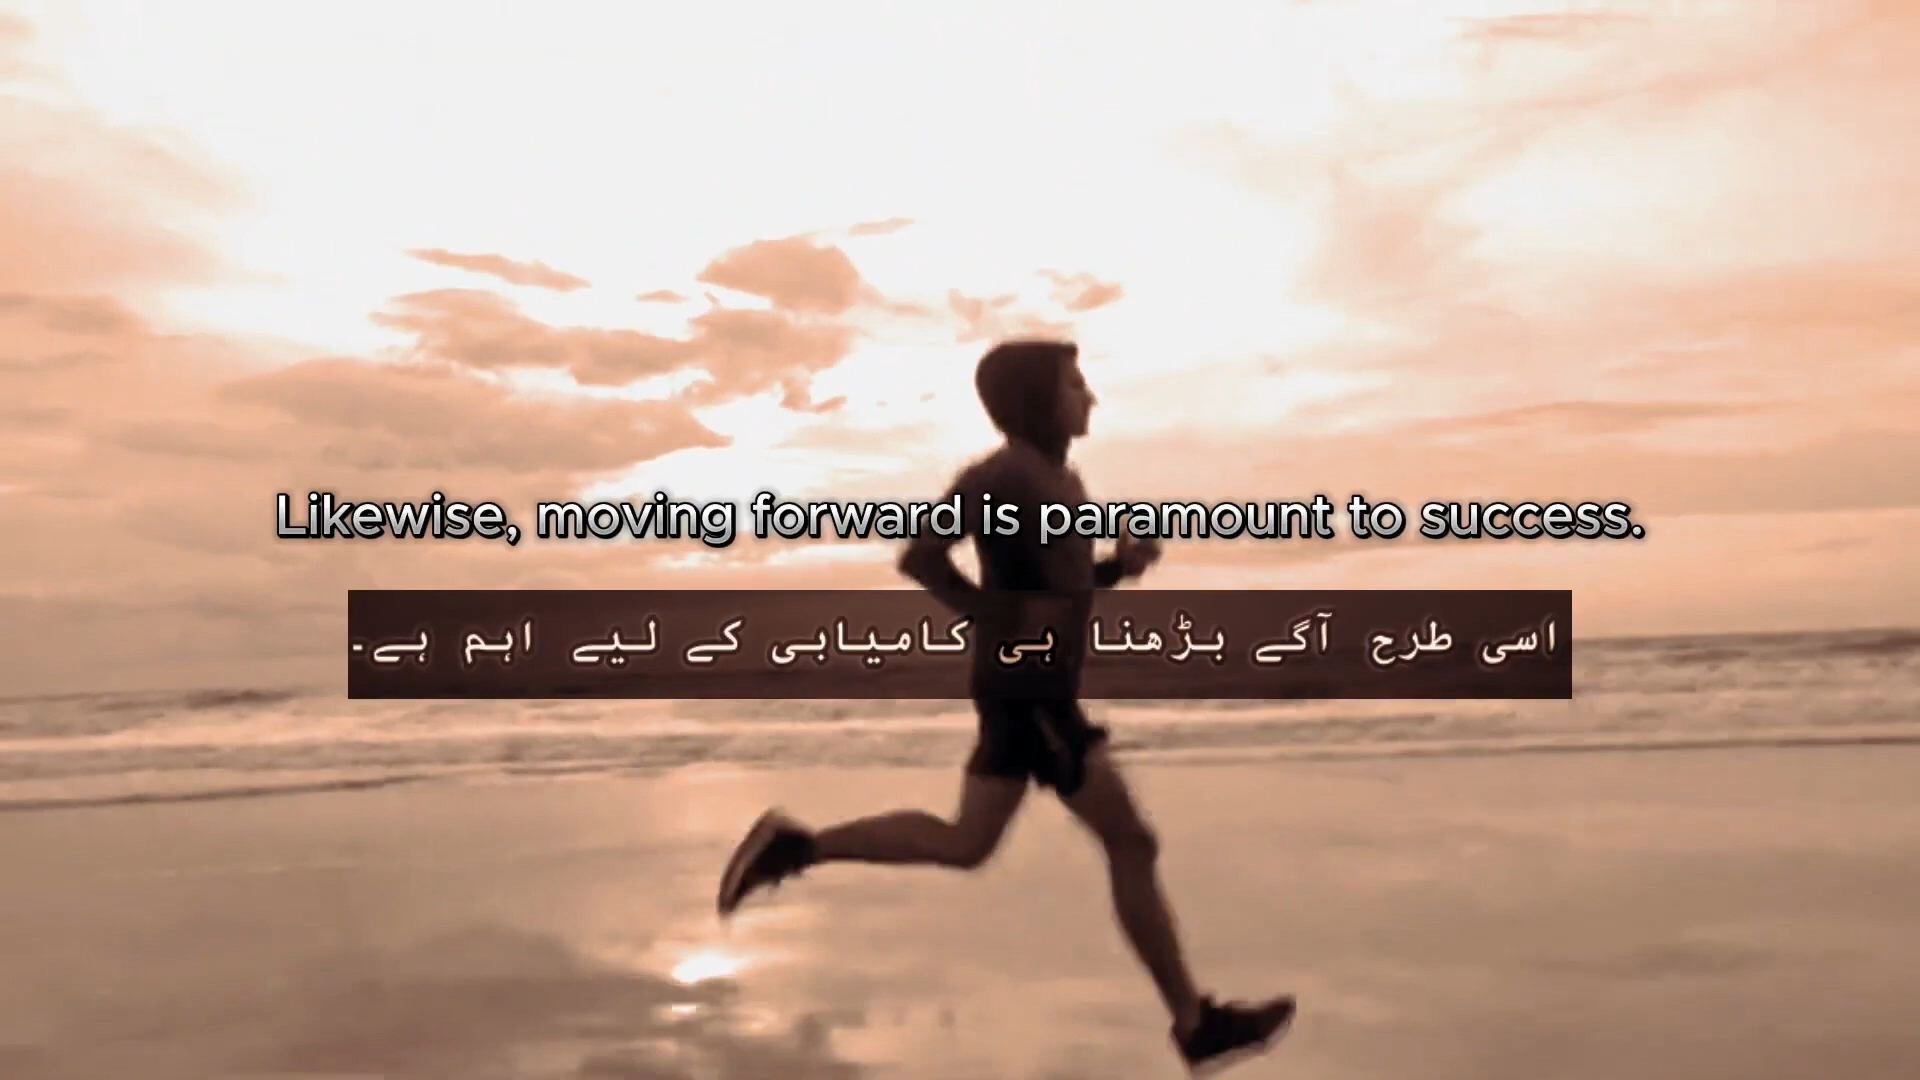 Likewise, moving forward is paramount to success.
اسی طرح آگے بڑھنا ہی کامیابی کے لیے اہم ہے۔